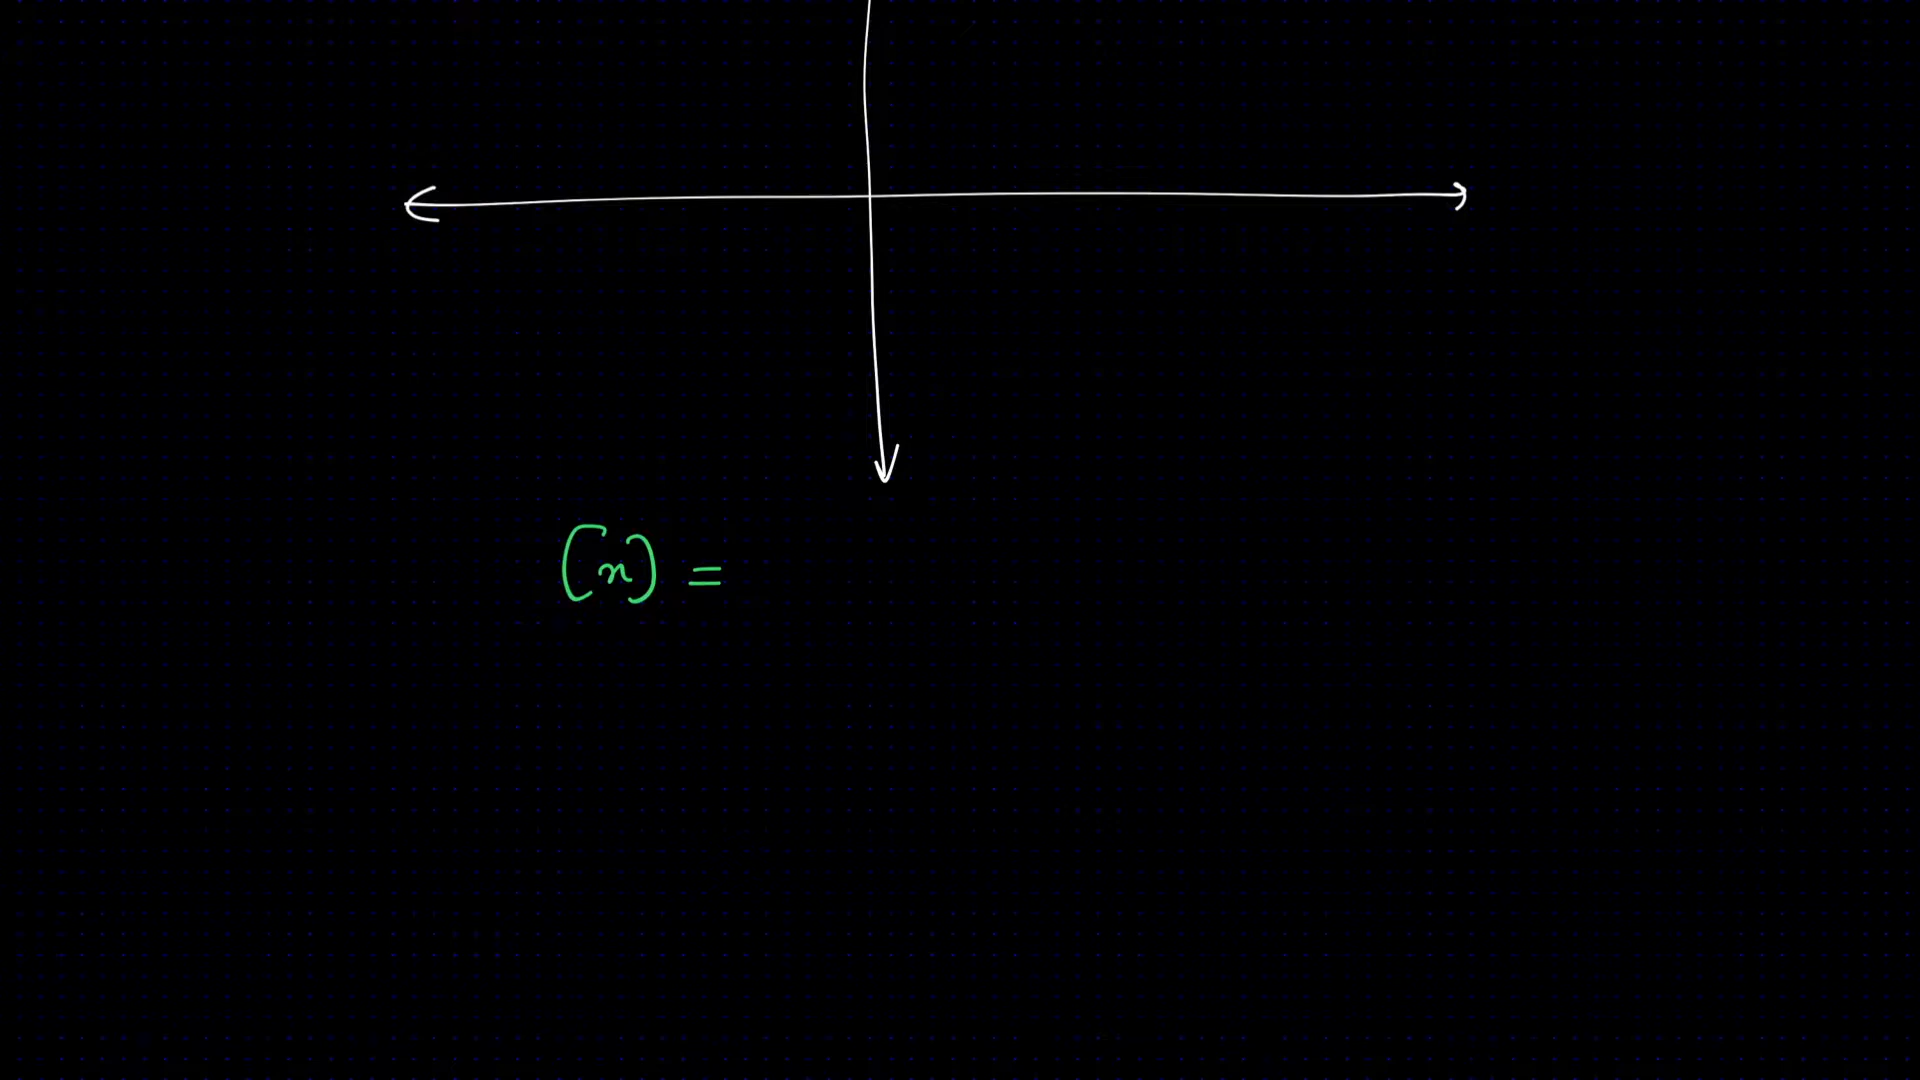 (x) =